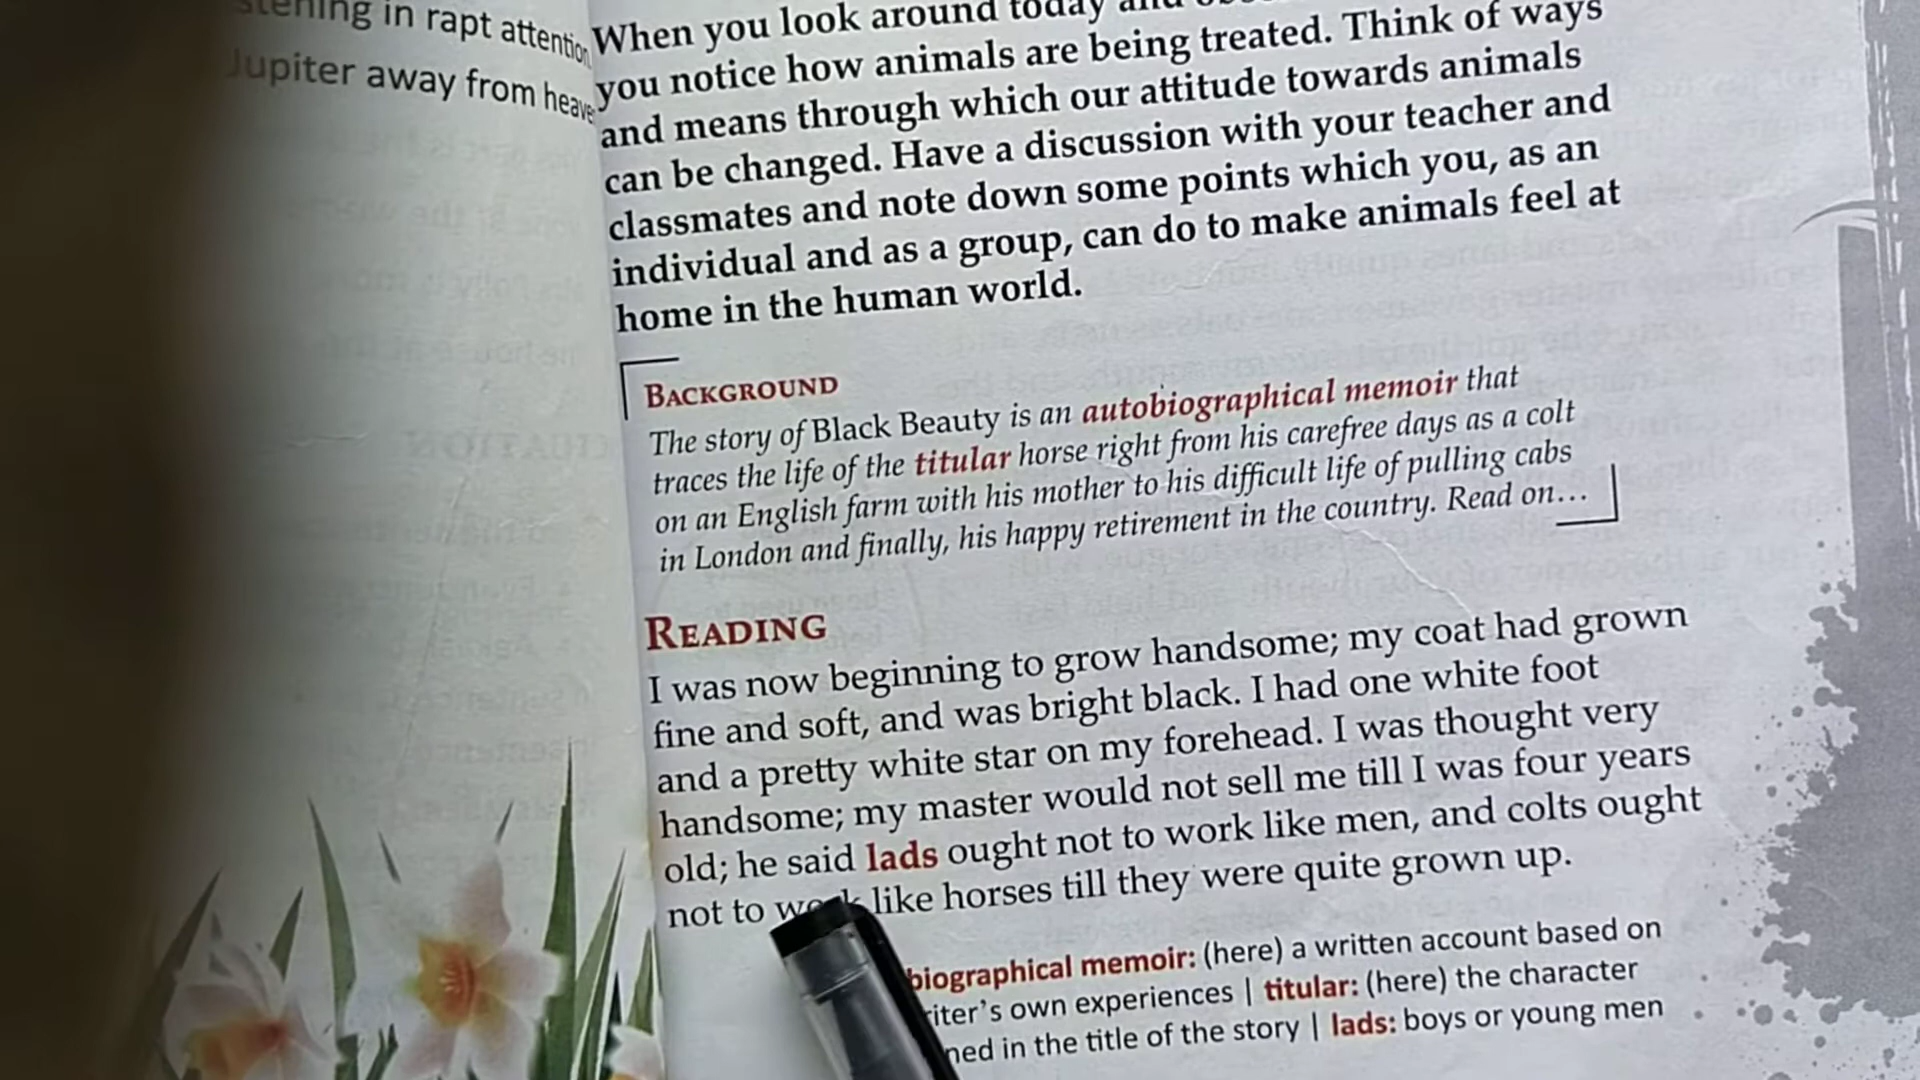 in rapt attention
Jupiter away from
When you look around today and
you notice how animals are being treated. Think of ways
and means through which our attitude towards animals
can be changed. Have a discussion with your teacher and
classmates and note down some points which you, as an
individual and as a group, can do to make animals feel at
home in the human world.
BACKGROUND
The story of Black Beauty is an autobiographical memoir that
traces the life of the titular horse right from his carefree days as a colt
on an English farm with his mother to his difficult life of pulling cabs
in London and finally, his happy retirement in the country. Read on...
READING
I was now beginning to grow handsome; my coat had grown
fine and soft, and was bright black. I had one white foot
and a pretty white star on my forehead. I was thought very
handsome; my master would not sell me till I was four years
old; he said lads ought not to work like men, and colts ought
not to work like horses till they were quite grown up.
biographical memoir: (here) a written account based on
own experiences | titular: (here) the character
in the title of the story | lads: boys or young men